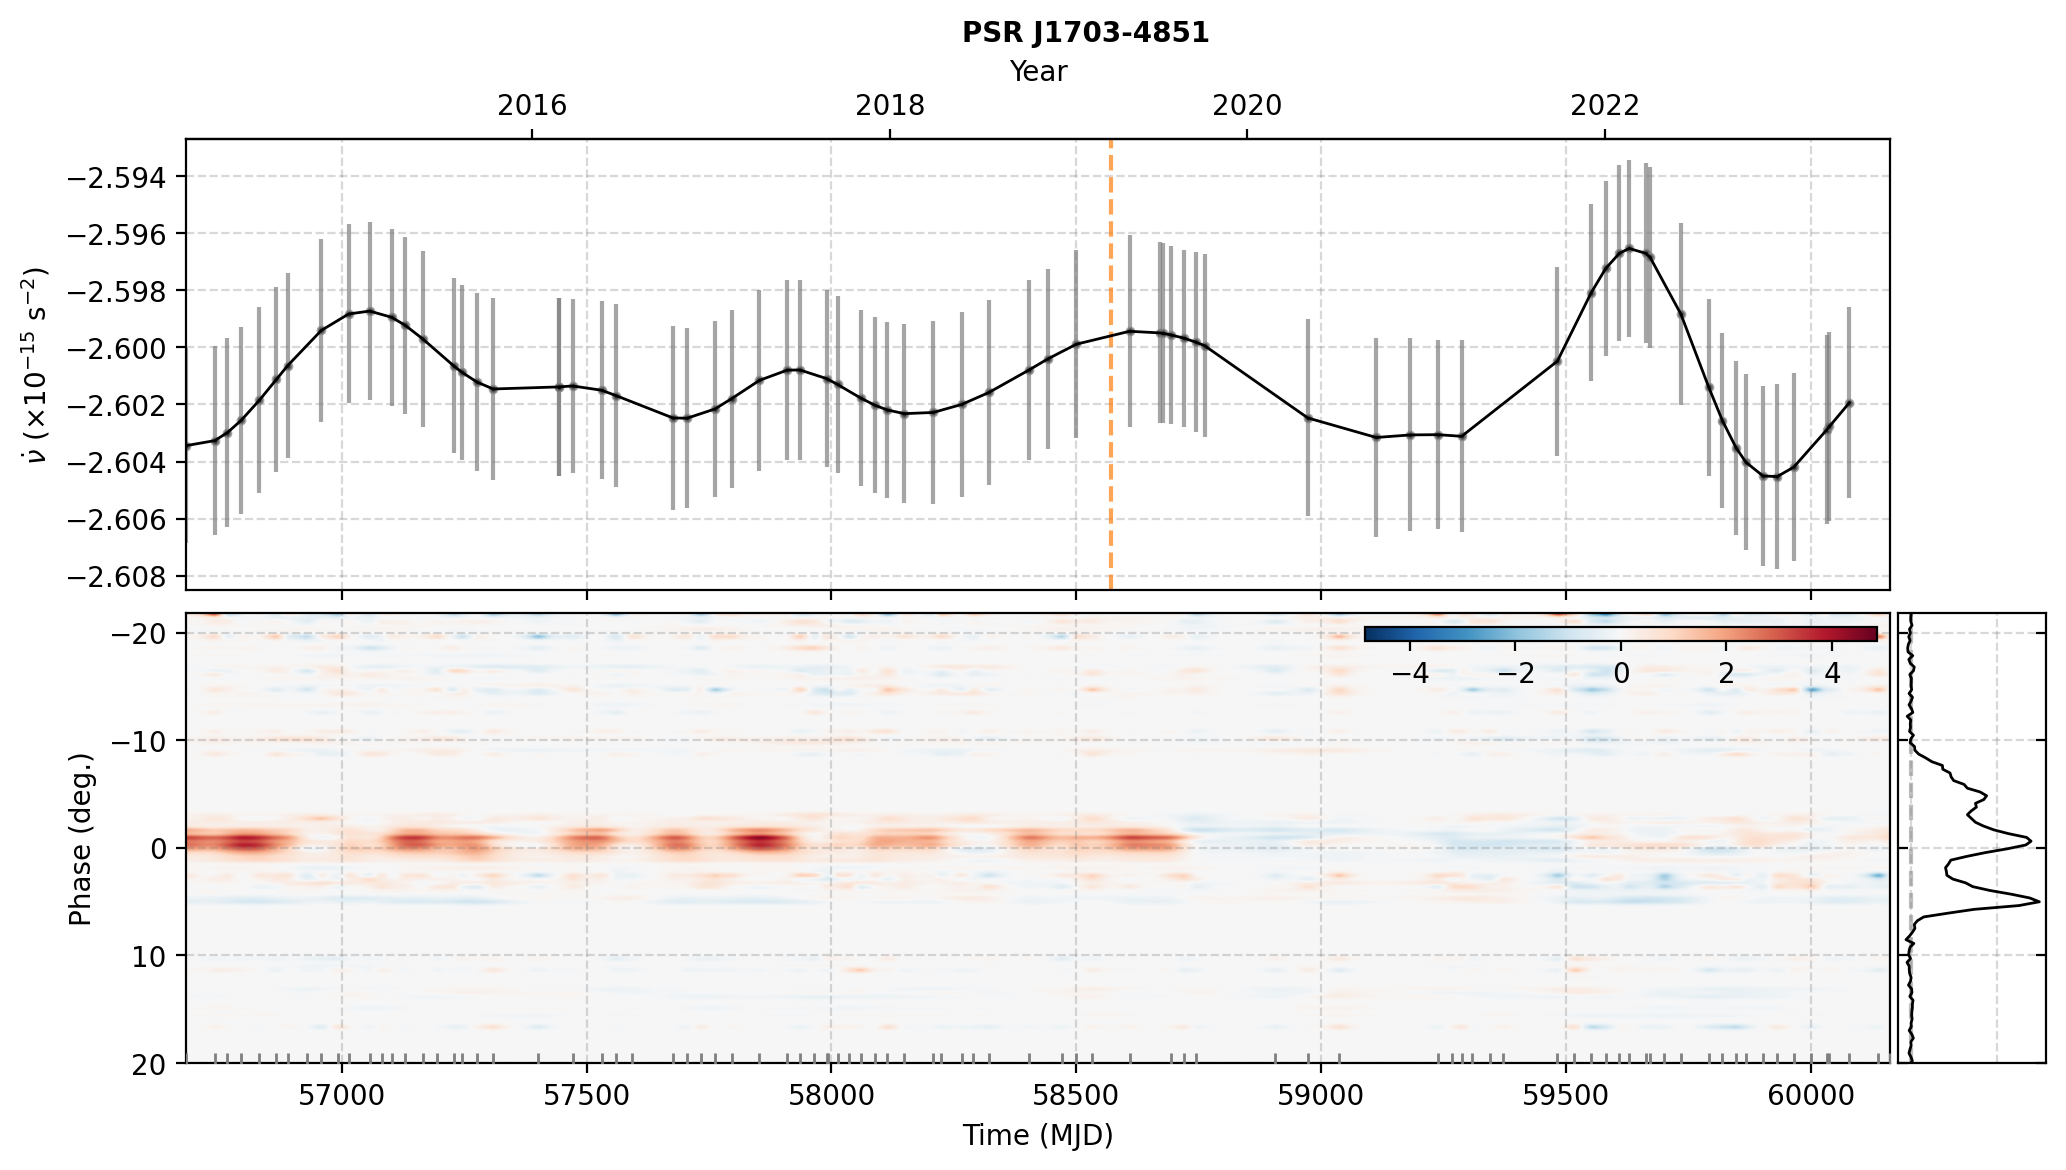 PSR J1703-4851
Year
2016 2018 2020 2022
−2.594
−2.596
−2.598
−2.600
−2.602
−2.604
−2.606
−2.608
ν̇ (×10⁻¹⁵ s⁻²)
−20
−10
0
10
20
Phase (deg.)
−4 −2 0 2 4
57000 57500 58000 58500 59000 59500 60000
Time (MJD)